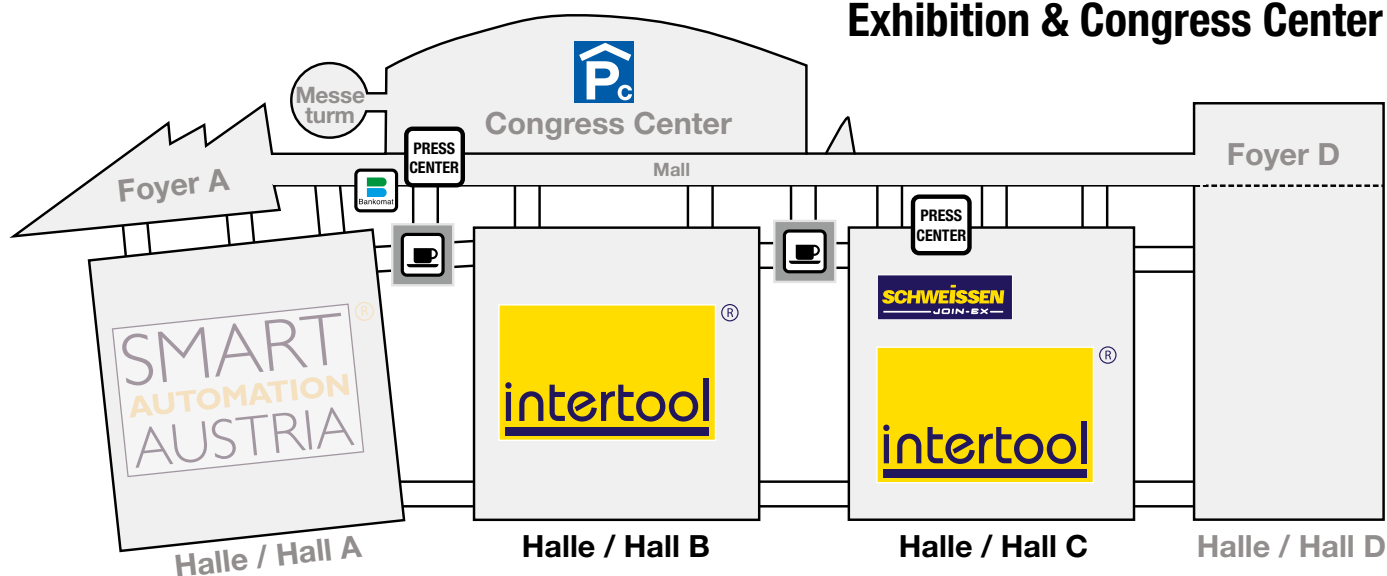 Exhibition & Congress Center
P
C
Messe
turm
Congress Center
PRESS
CENTER
Mall
Foyer A
Foyer D
Bankomat
PRESS
CENTER
SMART
AUTOMATION
AUSTRIA
®
intertool
®
SCHWEISSEN
JOIN-EX
intertool
®
Halle / Hall A
Halle / Hall B
Halle / Hall C
Halle / Hall D